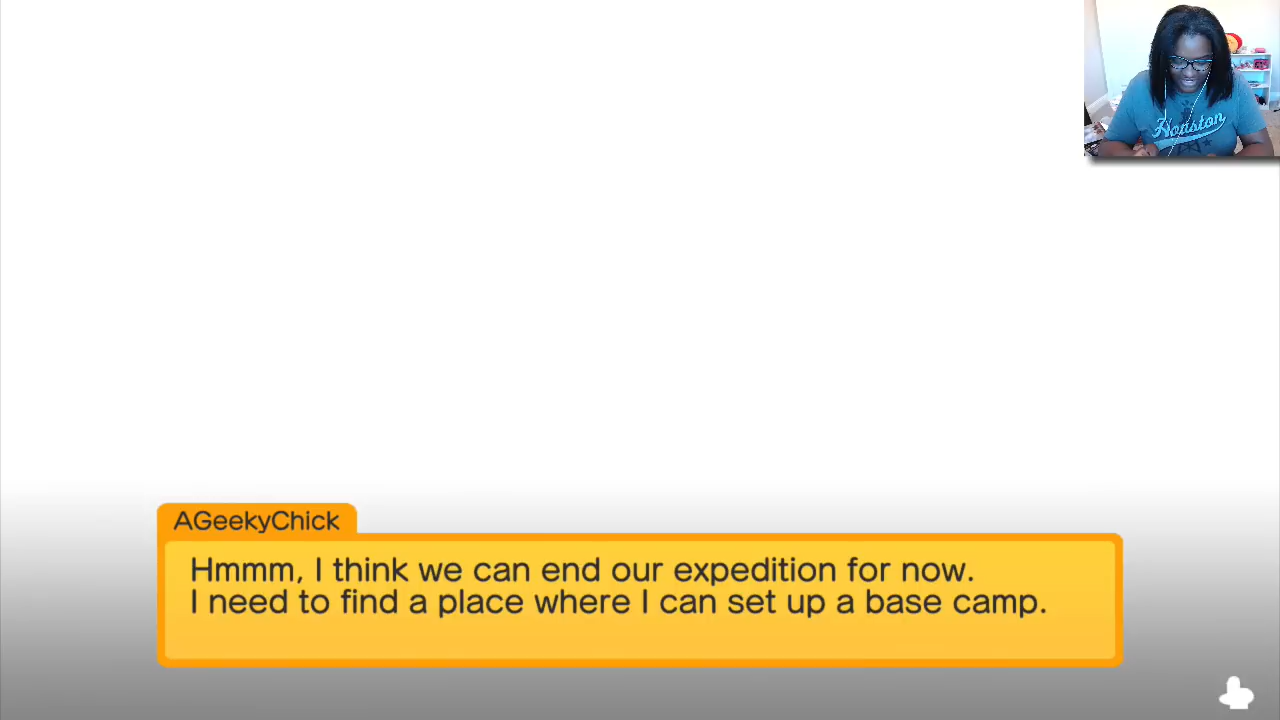 Houston
AGeekyChick
Hmmm, I think we can end our expedition for now.
I need to find a place where I can set up a base camp.